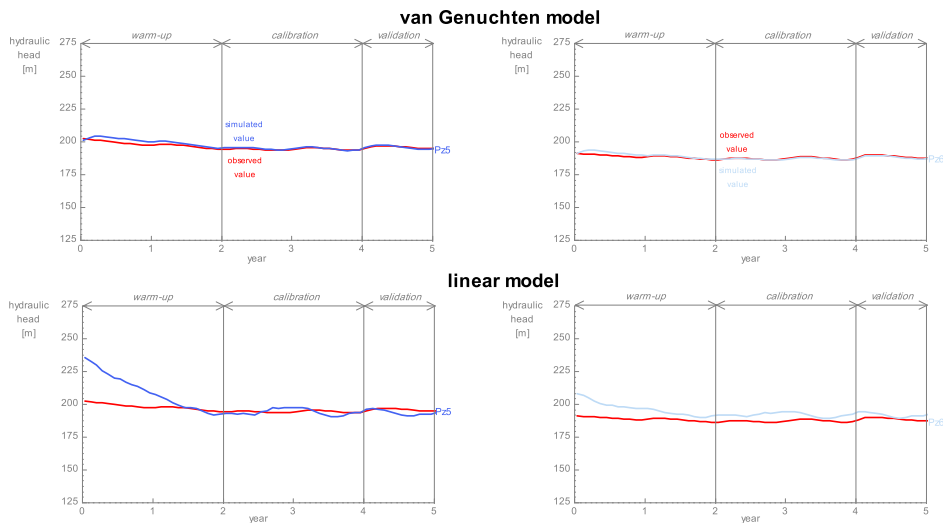 van Genuchten model
hydraulic
head
[m]
warm-up
calibration
validation
275
250
225
200
175
150
125
simulated
value
observed
value
Pz5
0
1
2
3
4
5
year
hydraulic
head
[m]
warm-up
calibration
validation
275
250
225
200
175
150
125
observed
value
simulated
value
Pz6
0
1
2
3
4
5
year
linear model
hydraulic
head
[m]
warm-up
calibration
validation
275
250
225
200
175
150
125
Pz5
0
1
2
3
4
5
year
hydraulic
head
[m]
warm-up
calibration
validation
275
250
225
200
175
150
125
Pz6
0
1
2
3
4
5
year